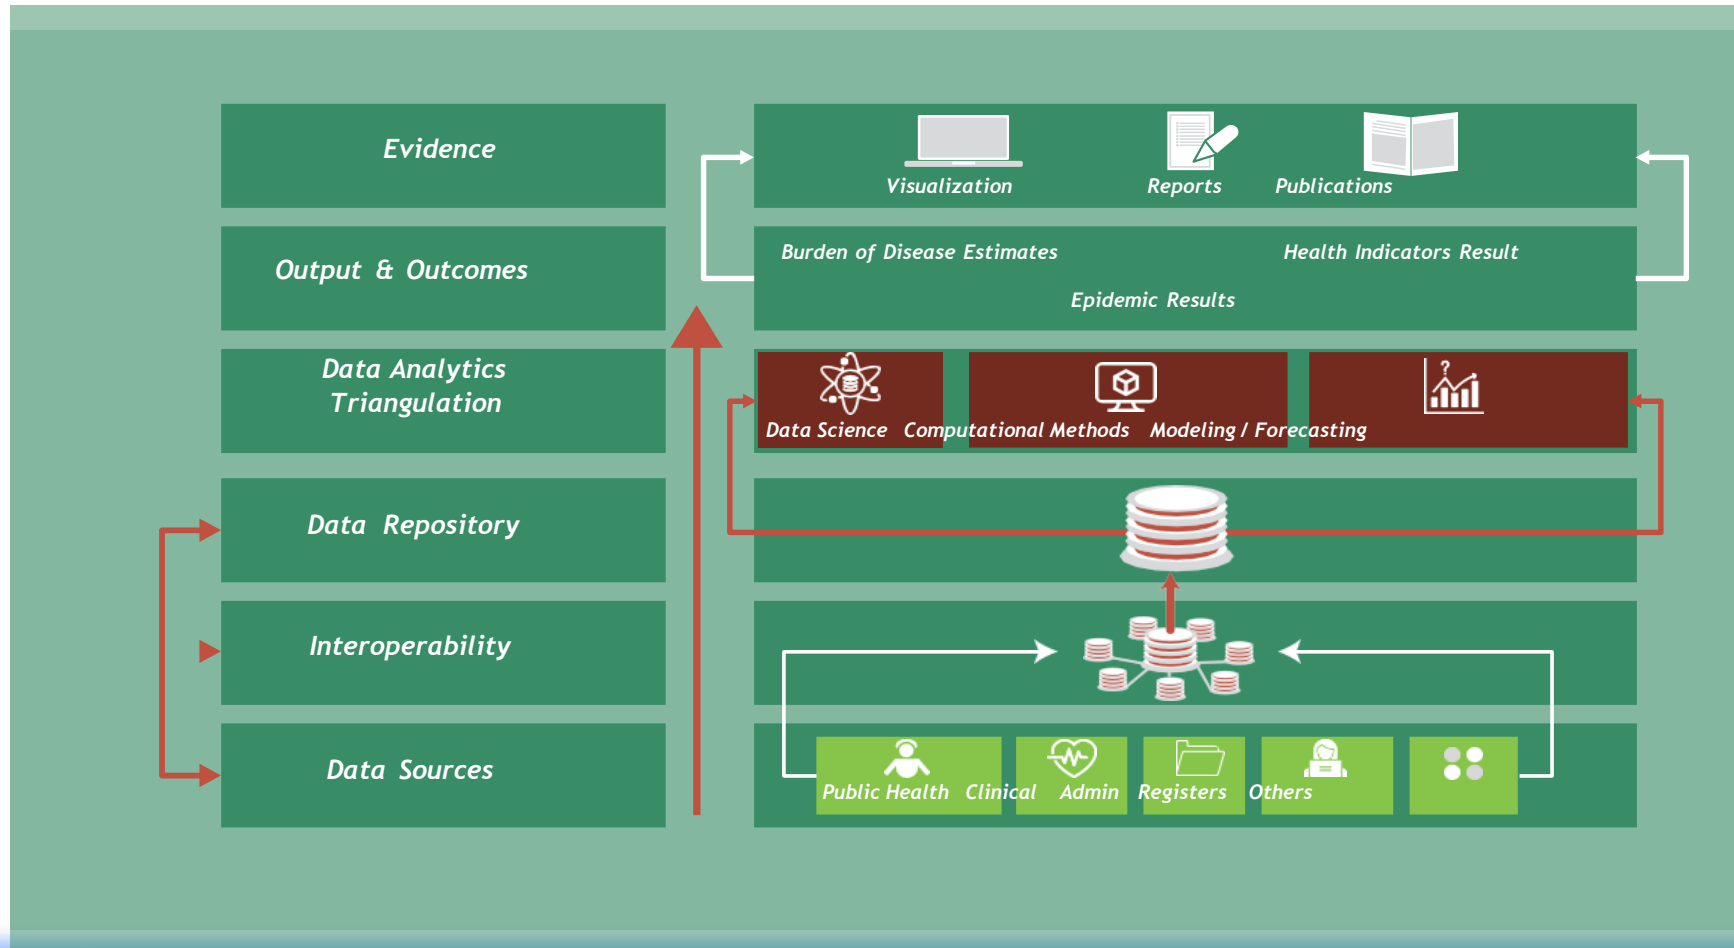 Evidence
Visualization Reports Publications
Output & Outcomes
Burden of Disease Estimates Health Indicators Result
Epidemic Results
Data Analytics
Triangulation
?
Data Science Computational Methods Modeling / Forecasting
Data Repository
Interoperability
Data Sources
Public Health Clinical Admin Registers Others